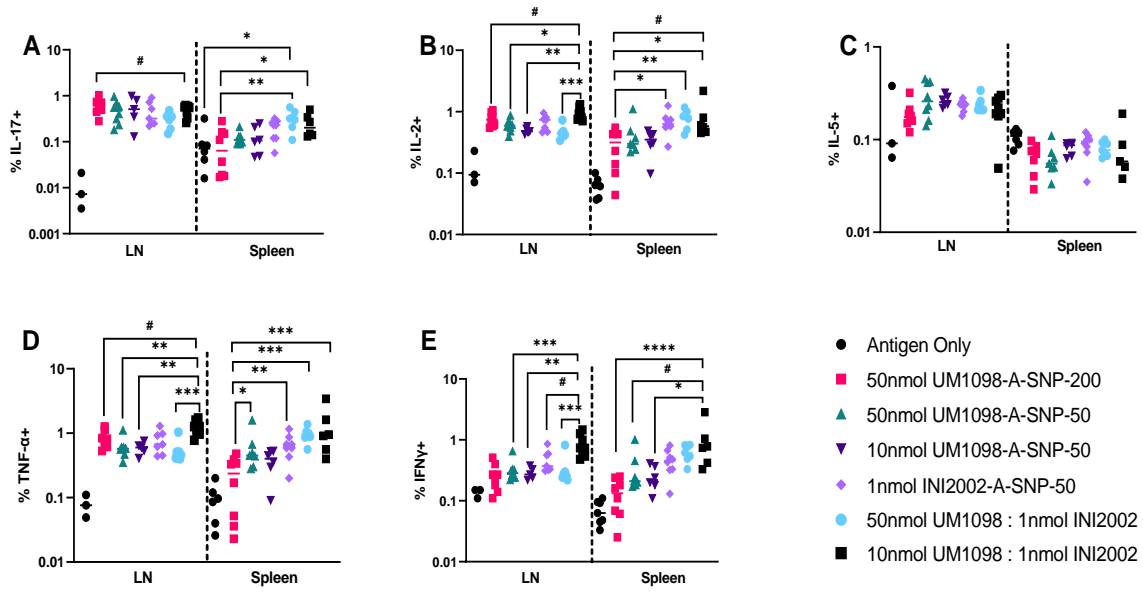 A
#
*
*
**
% IL-17+
10
1
0.1
0.01
0.001
LN
Spleen
B
#
*
**
***
#
*
**
*
% IL-2+
10
1
0.1
0.01
LN
Spleen
C
% IL-5+
1
0.1
0.01
LN
Spleen
D
#
**
**
***
***
***
**
*
% TNF-α+
10
1
0.1
0.01
LN
Spleen
E
***
**
#
***
****
#
*
% IFNγ+
10
1
0.1
0.01
LN
Spleen
Antigen Only
50nmol UM1098-A-SNP-200
50nmol UM1098-A-SNP-50
10nmol UM1098-A-SNP-50
1nmol INI2002-A-SNP-50
50nmol UM1098 : 1nmol INI2002
10nmol UM1098 : 1nmol INI2002